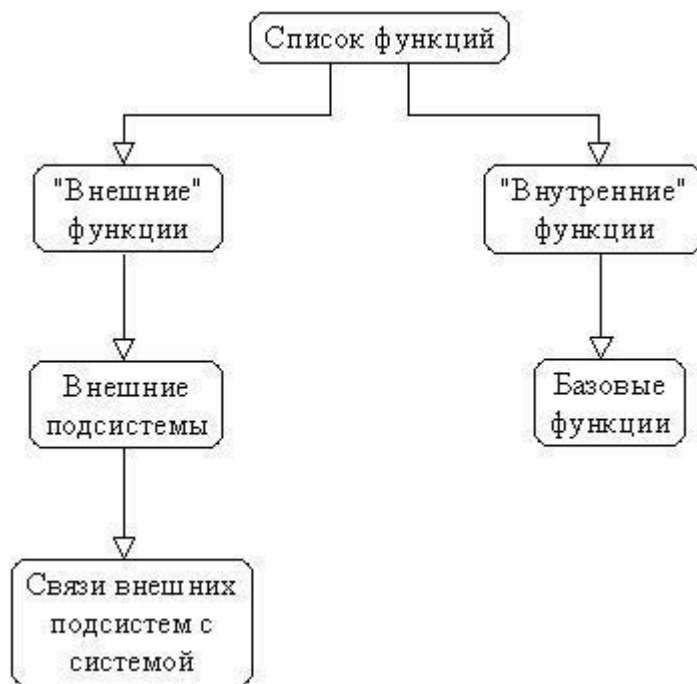 Список функций
"Внешние"
функции
"Внутренние"
функции
Внешние
подсистемы
Базовые
функции
Связи внешних
подсистем с
системой